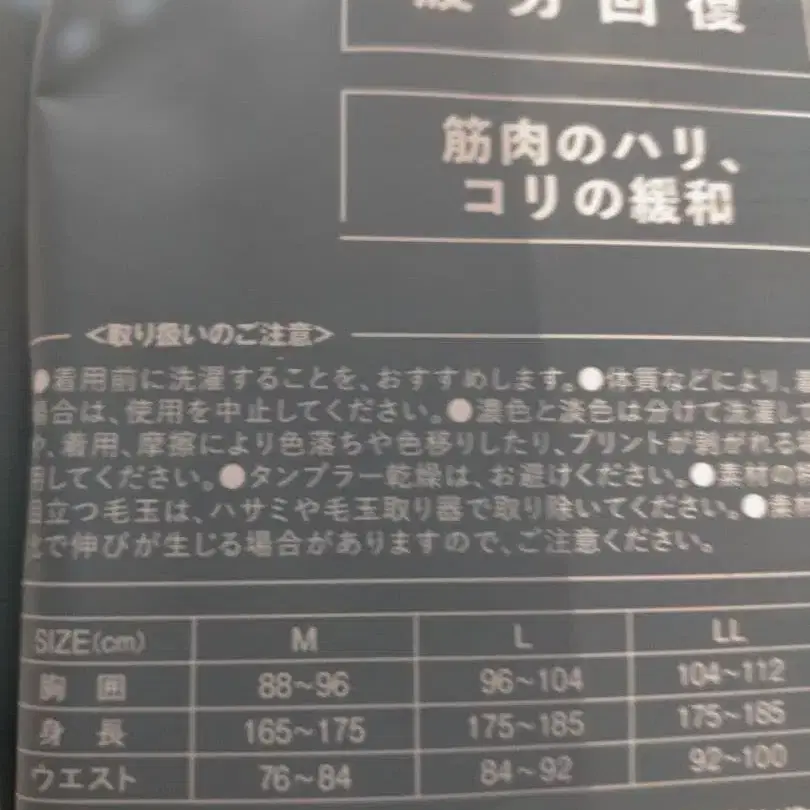 疲労回復
筋肉のハリ、
コリの緩和
<取り扱いのご注意>
●着用前に洗濯することを、おすすめします。●体質などにより、
場合は、使用を中止してください。●濃色と淡色は分けて洗濯し
や、着用、摩擦により色落ちや色移りしたり、プリントが剥がれる
してください。●タンブラー乾燥は、お避けください。●素材の
目立つ毛玉は、ハサミや毛玉取り器で取り除いてください。●素材
で伸びが生じる場合がありますので、ご注意ください。
SIZE(cm) M L LL
胸囲 88~96 96~104 104~112
身長 165~175 175~185 175~185
ウエスト 76~84 84~92 92~100